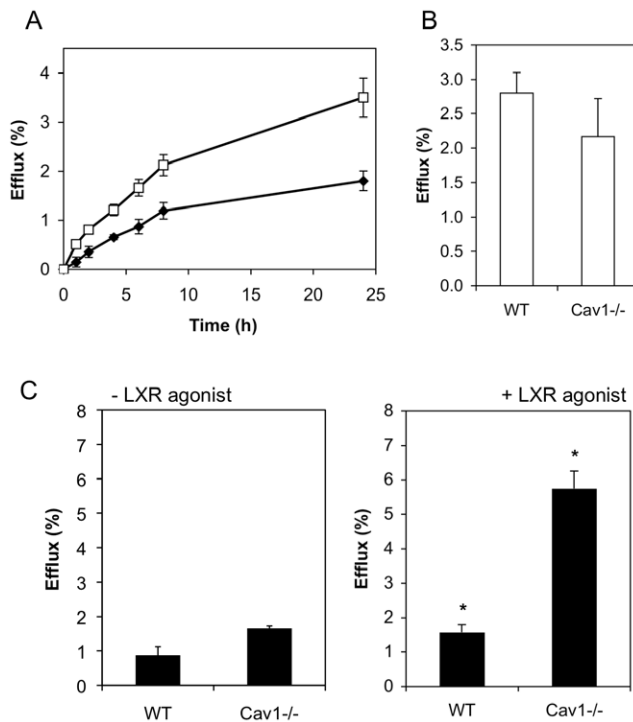 A
Efflux (%)
4
3
2
1
0
0 5 10 15 20 25
Time (h)
B
Efflux (%)
3.5
3.0
2.5
2.0
1.5
1.0
0.5
0.0
WT Cav1-/-
C
- LXR agonist
Efflux (%)
8
7
6
5
4
3
2
1
0
WT Cav1-/-
+ LXR agonist
Efflux (%)
8
7
6
5
4
3
2
1
0
*
*
WT Cav1-/-